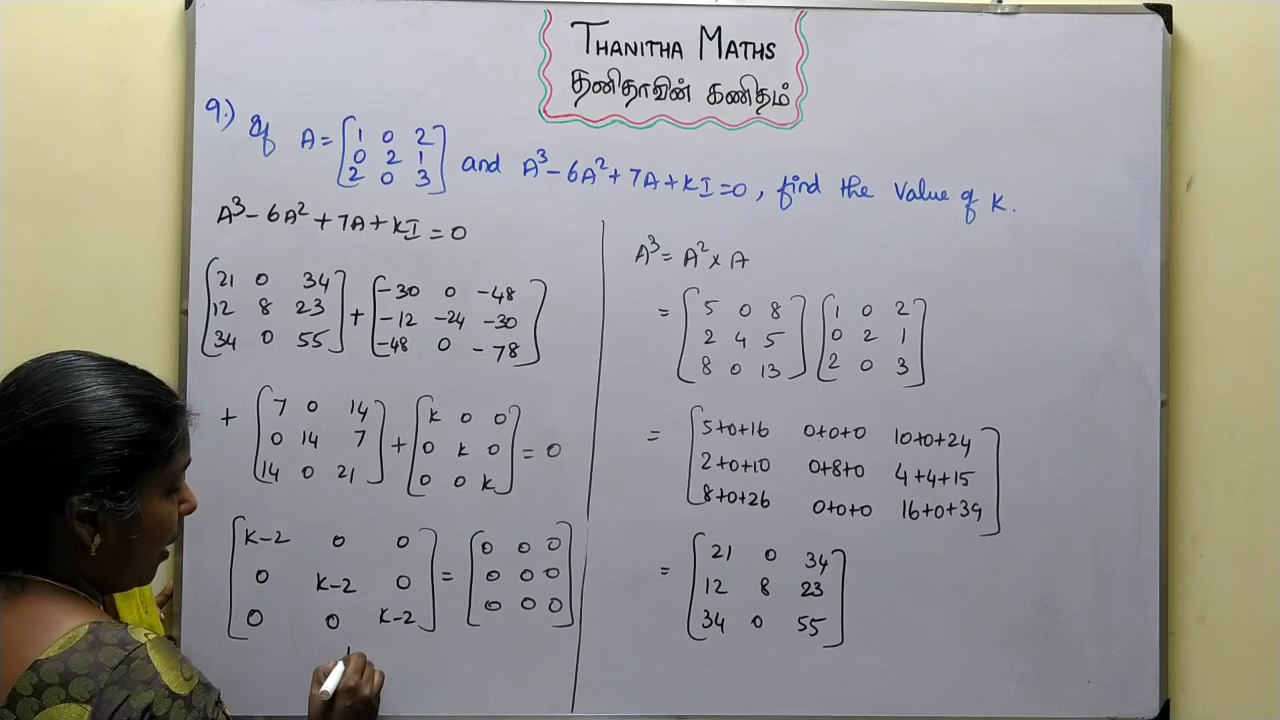 THANITHA MATHS
தனிதாவின் கணிதம்
9.) If A = [1 0 2
0 2 1
2 0 3] and A³ - 6A² + 7A + KI = 0, find the value of K.
A³ - 6A² + 7A + KI = 0
[21 0 34
12 8 23
34 0 55] + [-30 0 -48
-12 -24 -30
-48 0 -78]
+ [7 0 14
0 14 7
14 0 21] + [K 0 0
0 K 0
0 0 K] = 0
[K-2 0 0
0 K-2 0
0 0 K-2] = [0 0 0
0 0 0
0 0 0]
A³ = A² × A
= [5 0 8
2 4 5
8 0 13] [1 0 2
0 2 1
2 0 3]
= [5+0+16 0+0+0 10+0+24
2+0+10 0+8+0 4+4+15
8+0+26 0+0+0 16+0+39]
= [21 0 34
12 8 23
34 0 55]